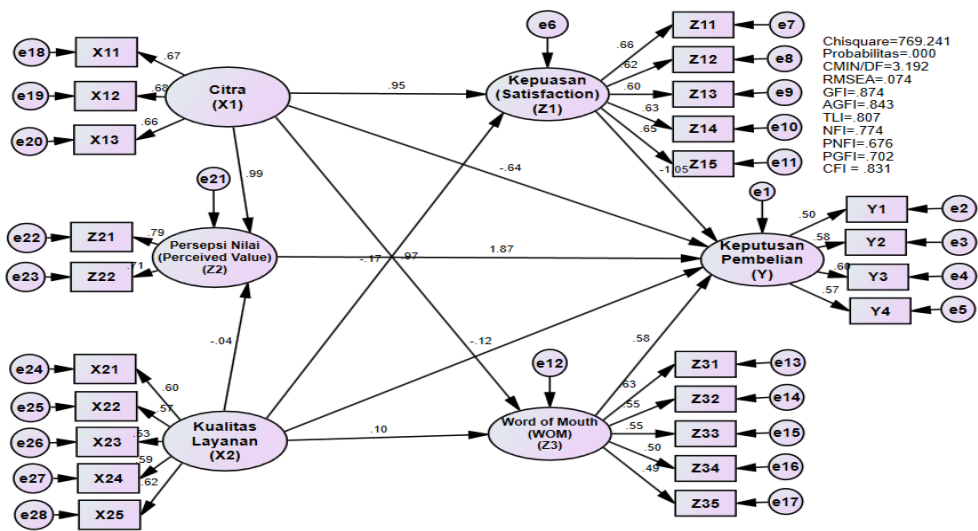 e18
X11
.67
e19
X12
.68
e20
X13
.66
Citra
(X1)
.95
e6
Kepuasan
(Satisfaction)
(Z1)
.66
Z11
e7
.62
Z12
e8
.60
Z13
e9
.63
Z14
e10
.65
Z15
e11
Chisquare=769.241
Probabilitas=.000
CMIN/DF=3.192
RMSEA=.074
GFI=.874
AGFI=.843
TLI=.807
NFI=.774
PNFI=.676
PGFI=.702
CFI = .831
.99
-.64
-1.05
e21
e1
e22
Z21
.79
e23
Z22
.71
Persepsi Nilai
(Perceived Value)
(Z2)
-.17
.97
1.87
Keputusan
Pembelian
(Y)
.50
Y1
e2
.58
Y2
e3
.60
Y3
e4
.57
Y4
e5
-.04
-.12
.58
e24
X21
.60
e25
X22
.57
e26
X23
.53
e27
X24
.59
e28
X25
.62
Kualitas
Layanan
(X2)
.10
e12
Word of Mouth
(WOM)
(Z3)
.63
Z31
e13
.55
Z32
e14
.55
Z33
e15
.50
Z34
e16
.49
Z35
e17